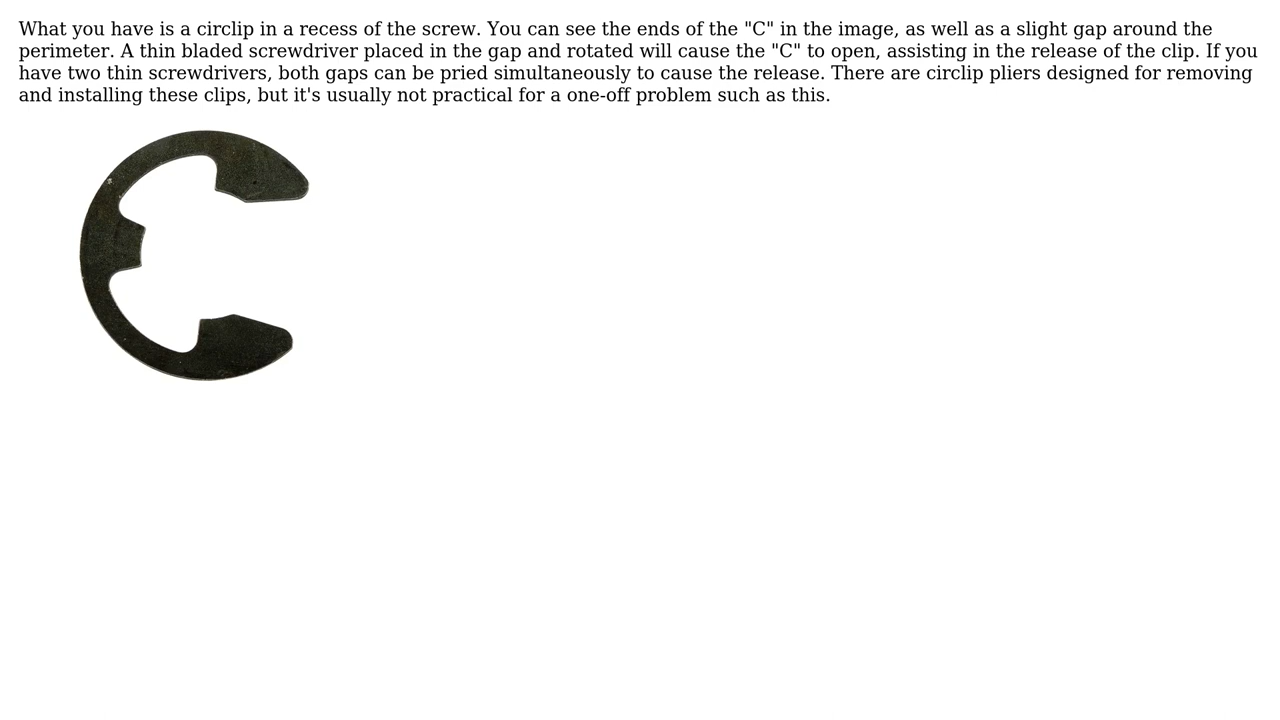 What you have is a circlip in a recess of the screw. You can see the ends of the "C" in the image, as well as a slight gap around the
perimeter. A thin bladed screwdriver placed in the gap and rotated will cause the "C" to open, assisting in the release of the clip. If you
have two thin screwdrivers, both gaps can be pried simultaneously to cause the release. There are circlip pliers designed for removing
and installing these clips, but it's usually not practical for a one-off problem such as this.